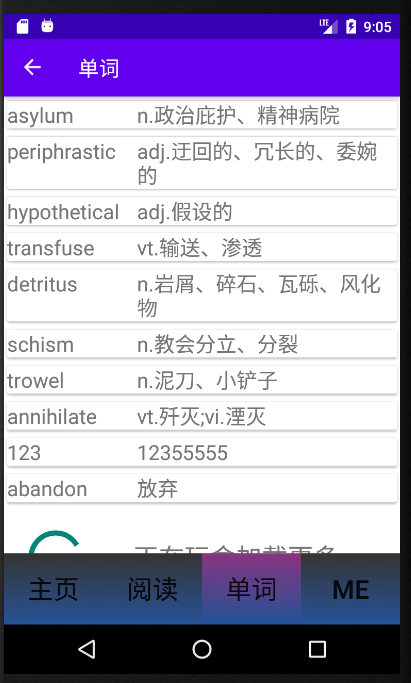 LTE 9:05
单词
asylum n.政治庇护、精神病院
periphrastic adj.迂回的、冗长的、委婉
的
hypothetical adj.假设的
transfuse vt.输送、渗透
detritus n.岩屑、碎石、瓦砾、风化
物
schism n.教会分立、分裂
trowel n.泥刀、小铲子
annihilate vt.歼灭;vi.湮灭
123 12355555
abandon 放弃
主页 阅读 单词 ME